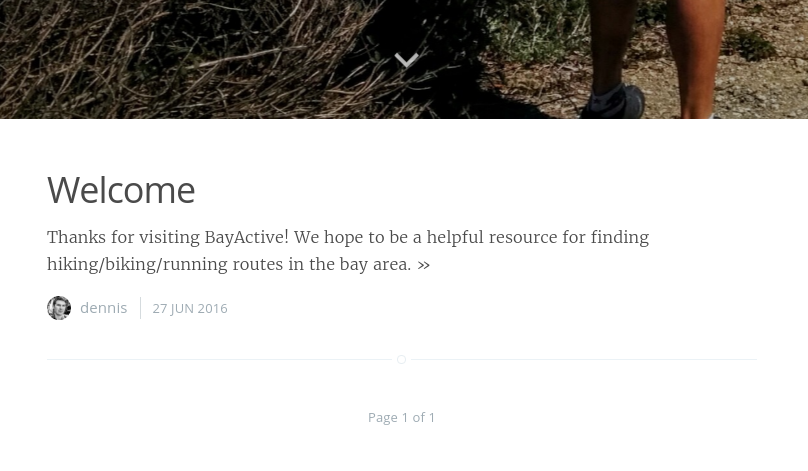 Welcome
Thanks for visiting BayActive! We hope to be a helpful resource for finding
hiking/biking/running routes in the bay area. »
dennis
27 JUN 2016
Page 1 of 1